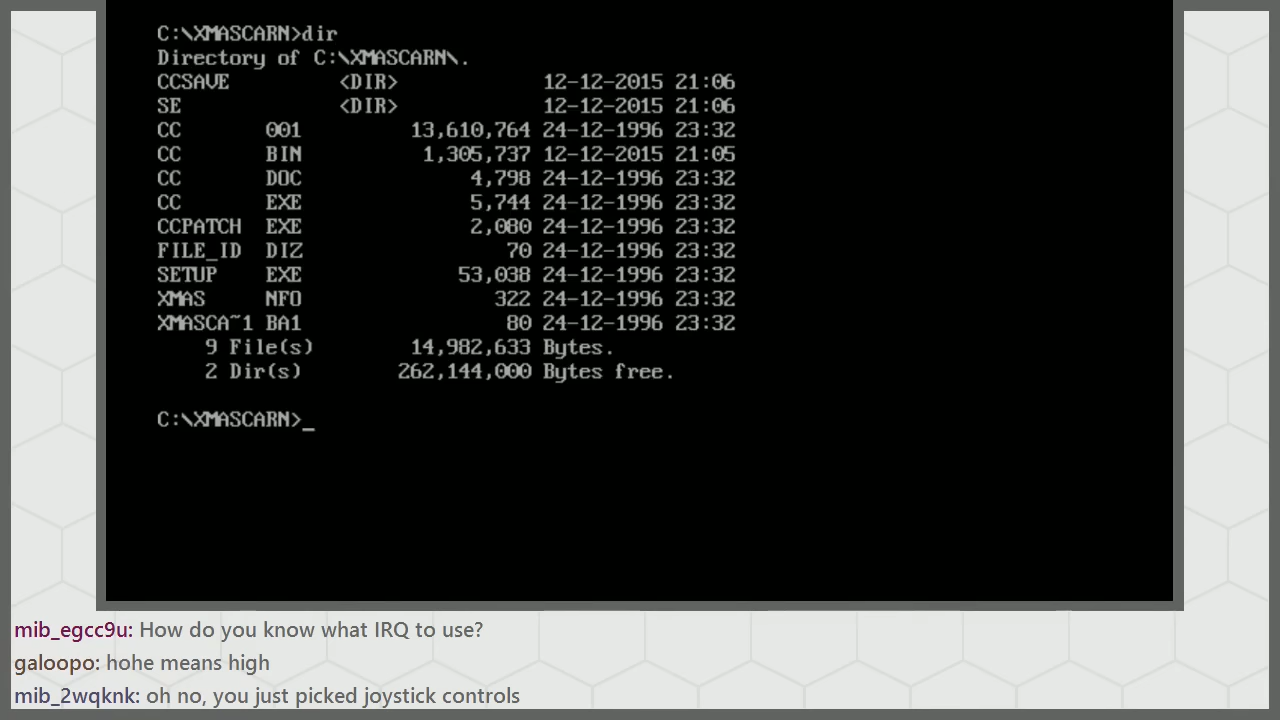 C:\XMASCARN>dir
Directory of C:\XMASCARN\.
CCSAVE <DIR> 12-12-2015 21:06
SE <DIR> 12-12-2015 21:06
CC 001 13,610,764 24-12-1996 23:32
CC BIN 1,305,737 12-12-2015 21:05
CC DOC 4,798 24-12-1996 23:32
CC EXE 5,744 24-12-1996 23:32
CCPATCH EXE 2,080 24-12-1996 23:32
FILE_ID DIZ 70 24-12-1996 23:32
SETUP EXE 53,038 24-12-1996 23:32
XMAS NFO 322 24-12-1996 23:32
XMASCA~1 BA1 80 24-12-1996 23:32
9 File(s) 14,982,633 Bytes.
2 Dir(s) 262,144,000 Bytes free.
C:\XMASCARN>_
mib_egcc9u: How do you know what IRQ to use?
galoopo: hohe means high
mib_2wqknk: oh no, you just picked joystick controls